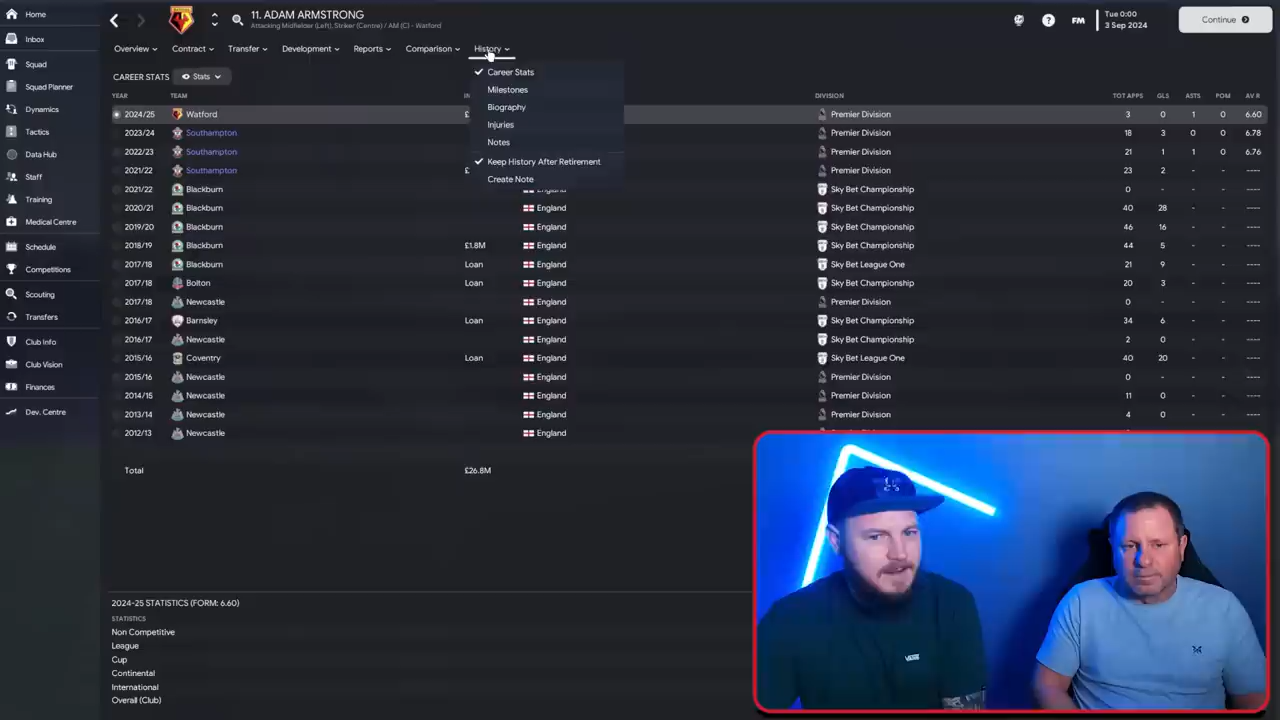 Home
Inbox
Squad
Squad Planner
Dynamics
Tactics
Data Hub
Staff
Training
Medical Centre
Schedule
Competitions
Scouting
Transfers
Club Info
Club Vision
Finances
Dev. Centre
11. ADAM ARMSTRONG
Attacking Midfielder (Left), Striker (Centre) / AM (C) - Watford
FM
Tue 0:00
3 Sep 2024
Continue
Overview Contract Transfer Development Reports Comparison History
CAREER STATS Stats
Career Stats
Milestones
Biography
Injuries
Notes
Keep History After Retirement
Create Note
YEAR TEAM DIVISION TOT APPS GLS ASTS POM AV R
2024/25 Watford Premier Division 3 0 1 0 6.60
2023/24 Southampton Premier Division 18 3 0 0 6.78
2022/23 Southampton Premier Division 21 1 1 0 6.76
2021/22 Southampton Premier Division 23 2 - - ----
2021/22 Blackburn England Sky Bet Championship 0 - - - ----
2020/21 Blackburn England Sky Bet Championship 40 28 - - ----
2019/20 Blackburn England Sky Bet Championship 46 16 - - ----
2018/19 Blackburn £1.8M England Sky Bet Championship 44 5 - - ----
2017/18 Blackburn Loan England Sky Bet League One 21 9 - - ----
2017/18 Bolton Loan England Sky Bet Championship 20 3 - - ----
2017/18 Newcastle England Premier Division 0 - - - ----
2016/17 Barnsley Loan England Sky Bet Championship 34 6 - - ----
2016/17 Newcastle England Sky Bet Championship 2 0 - - ----
2015/16 Coventry Loan England Sky Bet League One 40 20 - - ----
2015/16 Newcastle England Premier Division 0 - - - ----
2014/15 Newcastle England Premier Division 11 0 - - ----
2013/14 Newcastle England Premier Division 4 0 - - ----
2012/13 Newcastle England
Total £26.8M
2024-25 STATISTICS (FORM: 6.60)
STATISTICS
Non Competitive
League
Cup
Continental
International
Overall (Club)
VANS